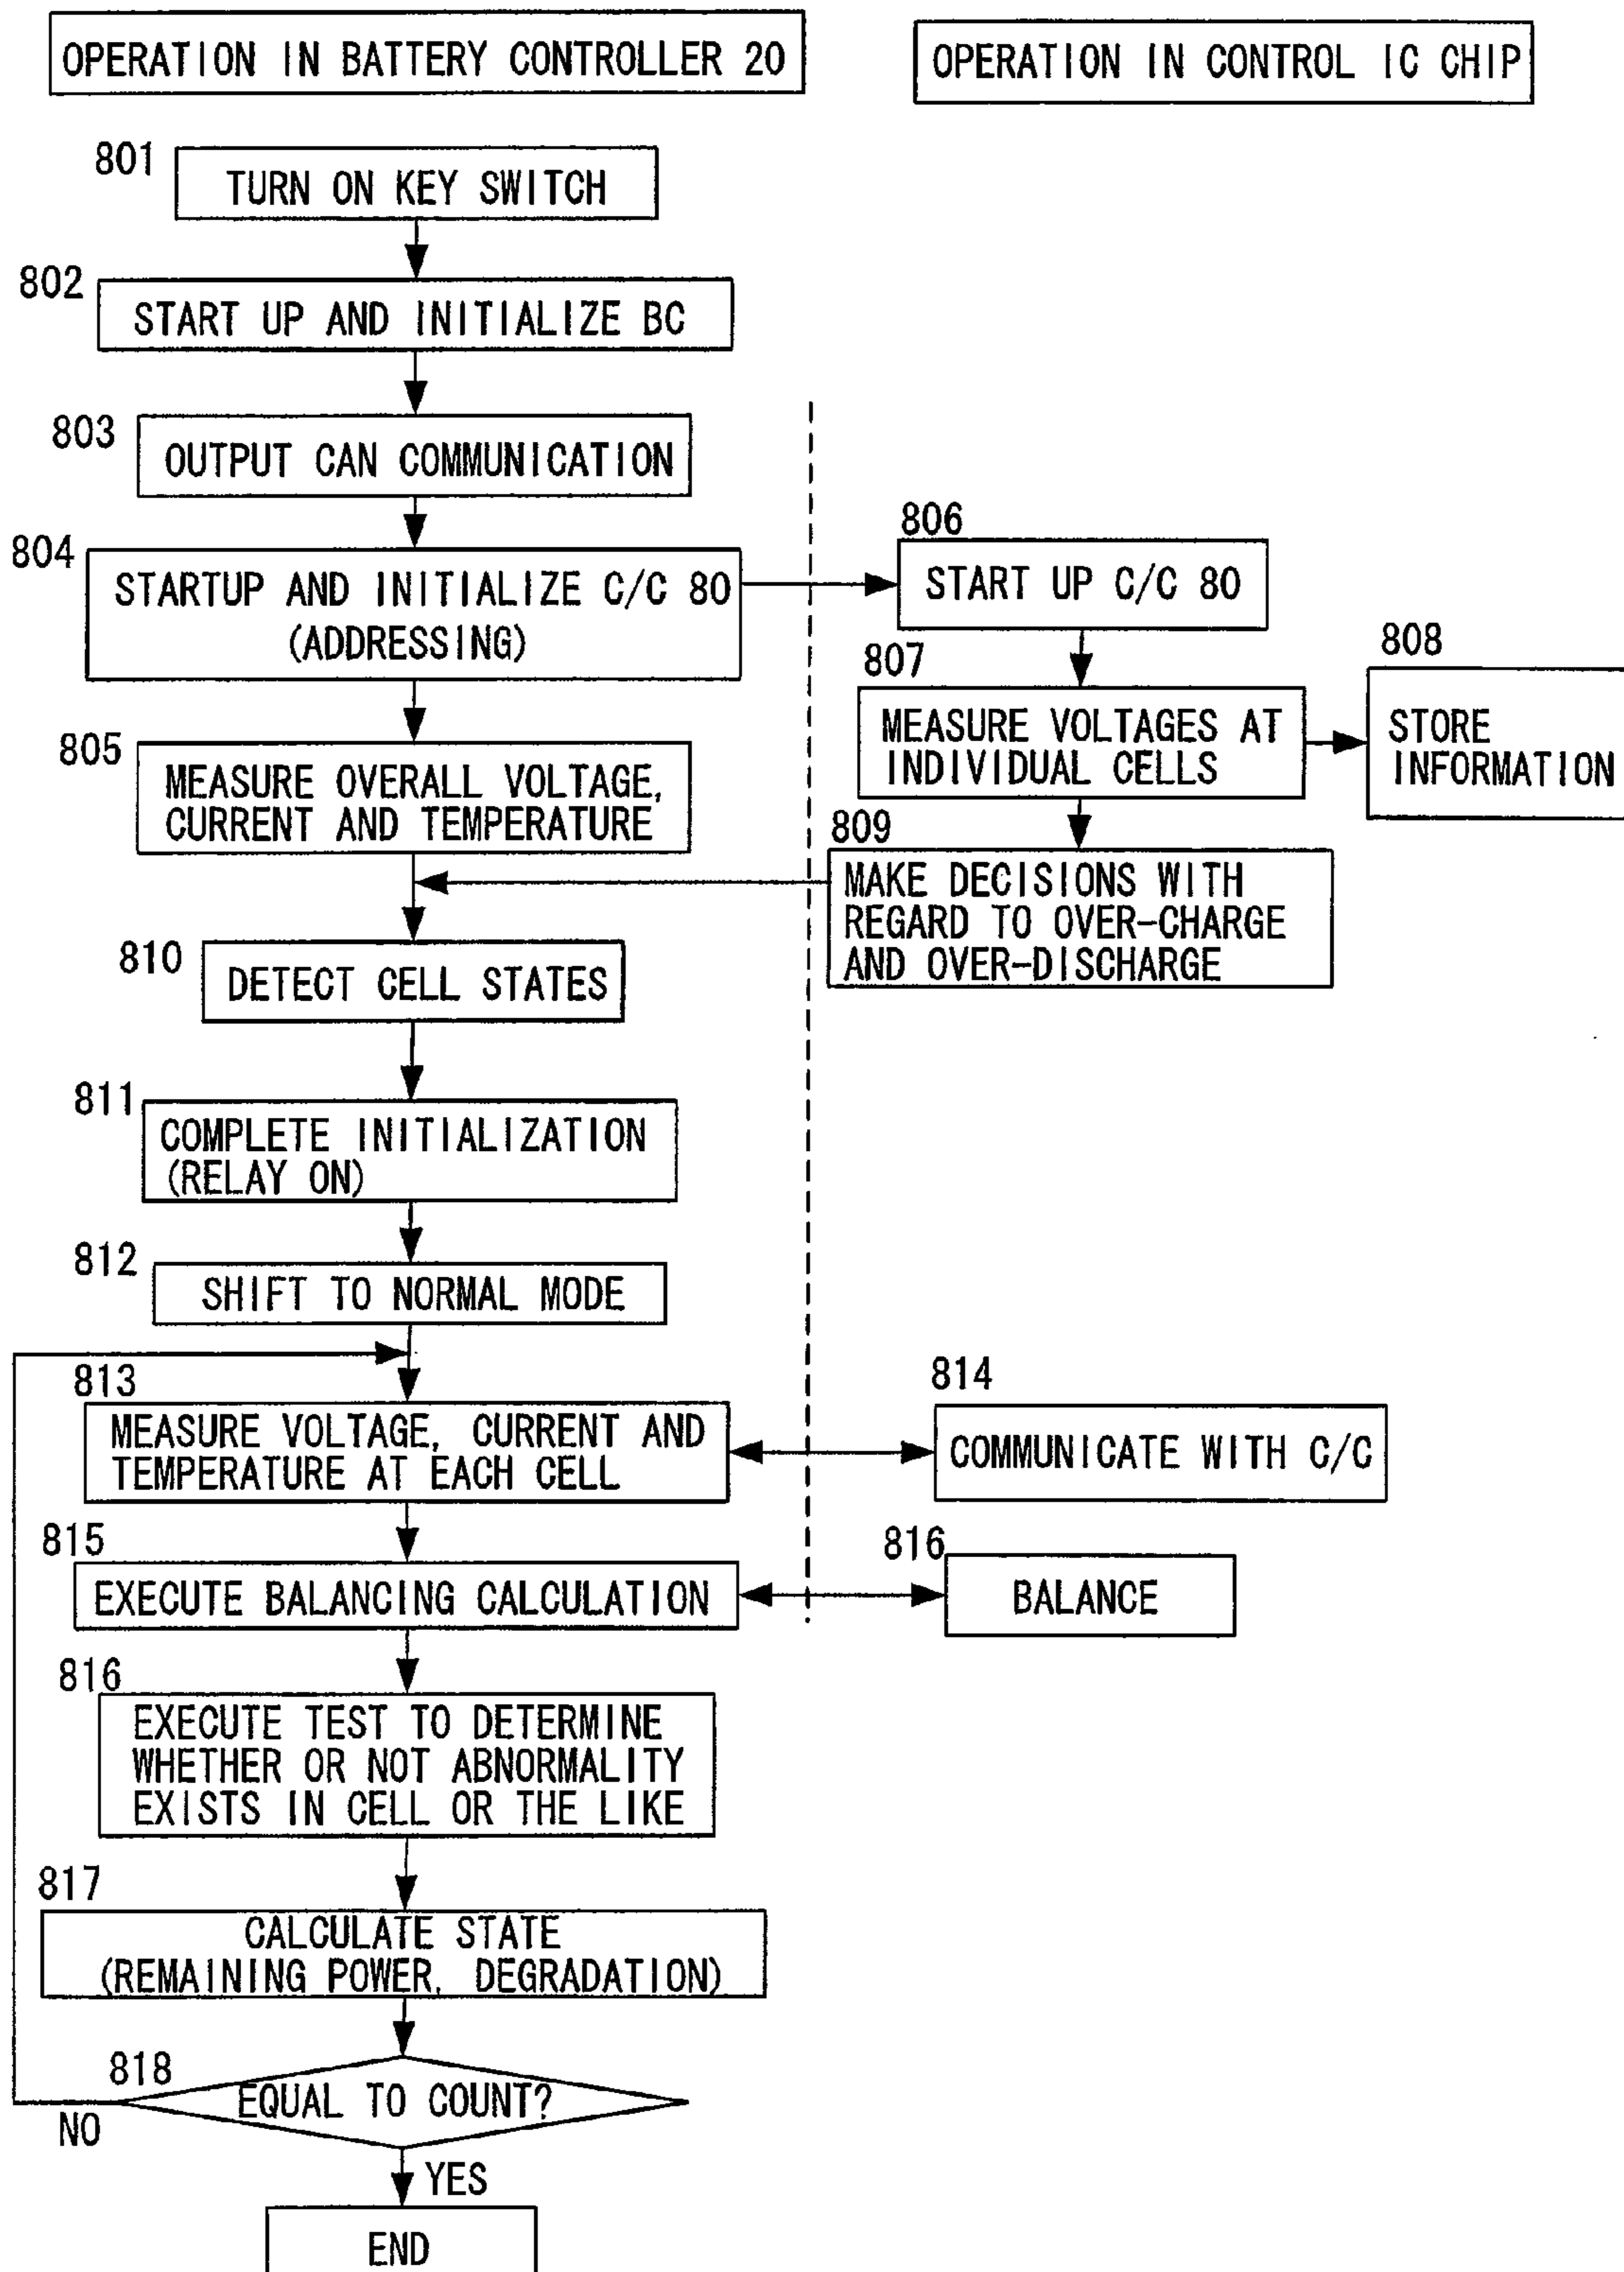 OPERATION IN BATTERY CONTROLLER 20
OPERATION IN CONTROL IC CHIP
801
TURN ON KEY SWITCH
802
START UP AND INITIALIZE BC
803
OUTPUT CAN COMMUNICATION
804
STARTUP AND INITIALIZE C/C 80
(ADDRESSING)
806
START UP C/C 80
807
MEASURE VOLTAGES AT
INDIVIDUAL CELLS
808
STORE
INFORMATION
805
MEASURE OVERALL VOLTAGE,
CURRENT AND TEMPERATURE
809
MAKE DECISIONS WITH
REGARD TO OVER-CHARGE
AND OVER-DISCHARGE
810
DETECT CELL STATES
811
COMPLETE INITIALIZATION
(RELAY ON)
812
SHIFT TO NORMAL MODE
813
MEASURE VOLTAGE, CURRENT AND
TEMPERATURE AT EACH CELL
814
COMMUNICATE WITH C/C
815
EXECUTE BALANCING CALCULATION
816
BALANCE
816
EXECUTE TEST TO DETERMINE
WHETHER OR NOT ABNORMALITY
EXISTS IN CELL OR THE LIKE
817
CALCULATE STATE
(REMAINING POWER, DEGRADATION)
818
EQUAL TO COUNT?
NO
YES
END